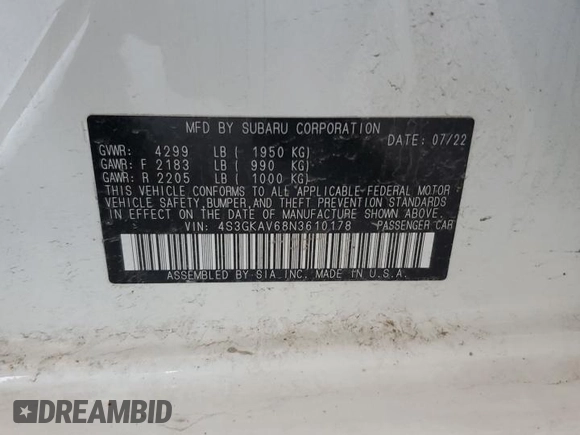 MFD BY SUBARU CORPORATION
DATE: 07/22
GVWR: 4299 LB ( 1950 KG)
GAWR: F 2183 LB ( 990 KG)
GAWR: R 2205 LB ( 1000 KG)
THIS VEHICLE CONFORMS TO ALL APPLICABLE FEDERAL MOTOR
VEHICLE SAFETY, BUMPER, AND THEFT PREVENTION STANDARDS
IN EFFECT ON THE DATE OF MANUFACTURE SHOWN ABOVE.
VIN: 4S3GKAV68N3610178 PASSENGER CAR
ASSEMBLED BY SIA, INC. MADE IN U.S.A.
DREAMBID